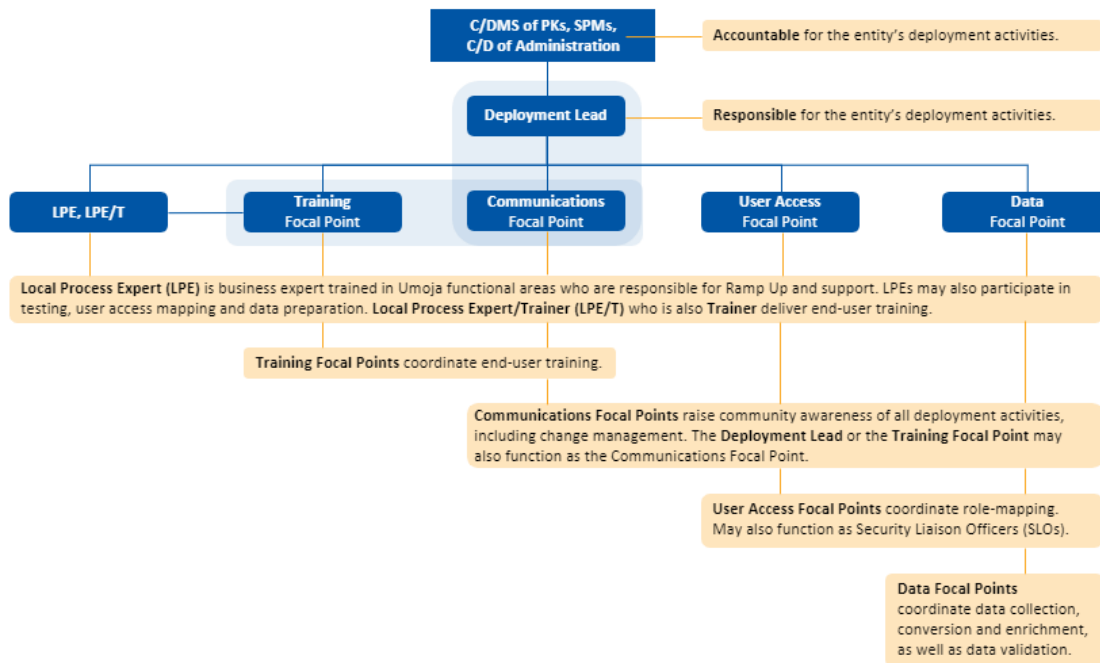 C/DMS of PKs, SPMs,
C/D of Administration
Accountable for the entity's deployment activities.
Deployment Lead
Responsible for the entity's deployment activities.
LPE, LPE/T
Training
Focal Point
Communications
Focal Point
User Access
Focal Point
Data
Focal Point
Local Process Expert (LPE) is business expert trained in Umoja functional areas who are responsible for Ramp Up and support. LPEs may also participate in
testing, user access mapping and data preparation. Local Process Expert/Trainer (LPE/T) who is also Trainer deliver end-user training.
Training Focal Points coordinate end-user training.
Communications Focal Points raise community awareness of all deployment activities,
including change management. The Deployment Lead or the Training Focal Point may
also function as the Communications Focal Point.
User Access Focal Points coordinate role-mapping.
May also function as Security Liaison Officers (SLOs).
Data Focal Points
coordinate data collection,
conversion and enrichment,
as well as data validation.